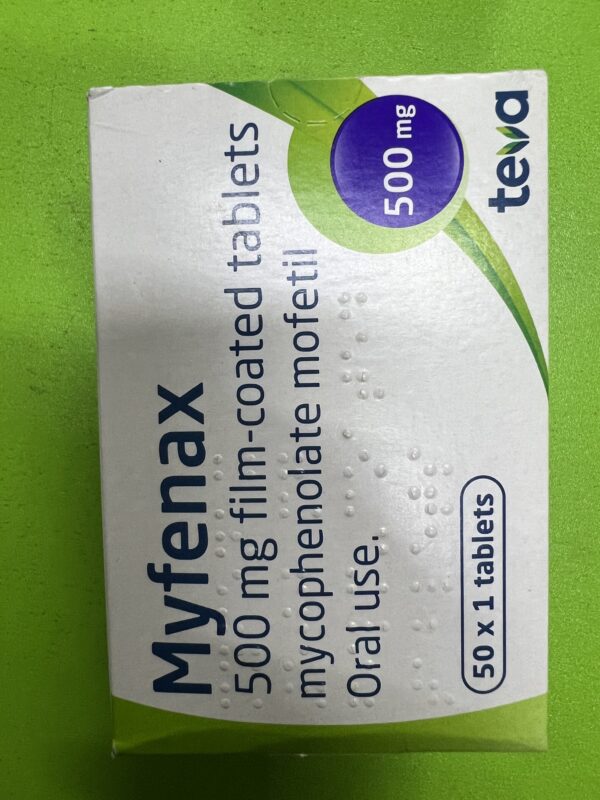 Myfenax
500 mg film-coated tablets
mycophenolate mofetil
Oral use.
50 x 1 tablets
500 mg
teva